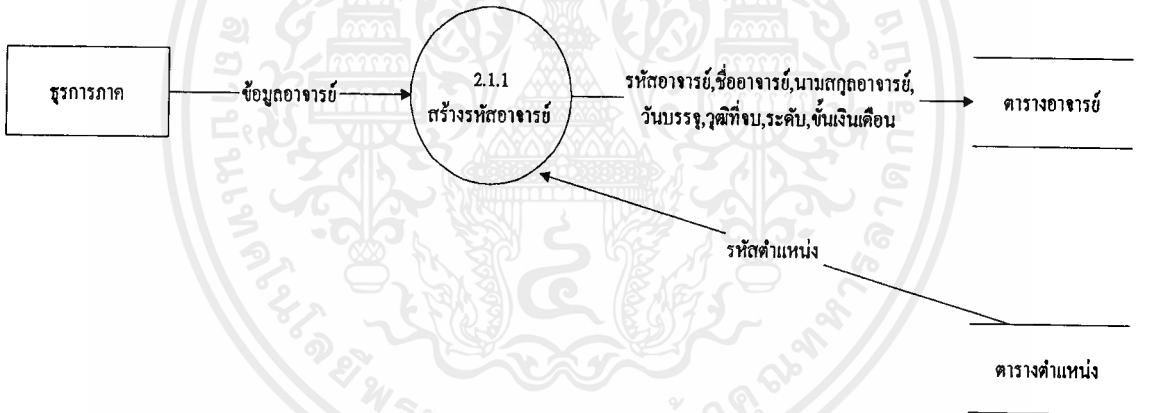 2.1.1
รหัสอาจารย์,ชื่ออาจารย์,นามสกุลอาจารย์,
ธุรการภาค
ข้อมูลอาจารย์
สร้างรหัสอาจารย์
วันบรรจุ,วุฒิที่จบ,ระดับ,ขั้นเงินเดือน
ตารางอาจารย์
รหัสตำแหน่ง
ตารางตำแหน่ง